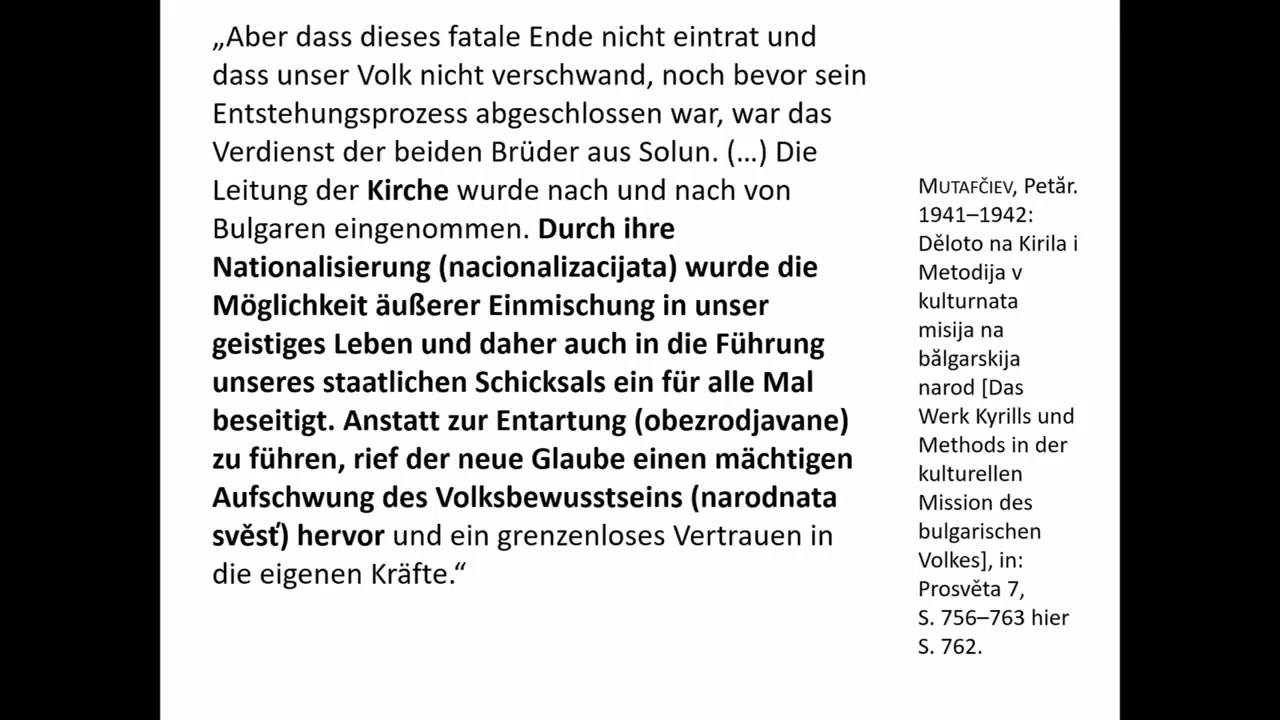 „Aber dass dieses fatale Ende nicht eintrat und
dass unser Volk nicht verschwand, noch bevor sein
Entstehungsprozess abgeschlossen war, war das
Verdienst der beiden Brüder aus Solun. (…) Die
Leitung der Kirche wurde nach und nach von
Bulgaren eingenommen. Durch ihre
Nationalisierung (nacionalizacijata) wurde die
Möglichkeit äußerer Einmischung in unser
geistiges Leben und daher auch in die Führung
unseres staatlichen Schicksals ein für alle Mal
beseitigt. Anstatt zur Entartung (obezrodjavane)
zu führen, rief der neue Glaube einen mächtigen
Aufschwung des Volksbewusstseins (narodnata
svěsť) hervor und ein grenzenloses Vertrauen in
die eigenen Kräfte.“
MUTAFČIEV, Petăr.
1941–1942:
Děloto na Kirila i
Metodija v
kulturnata
misija na
bălgarskija
narod [Das
Werk Kyrills und
Methods in der
kulturellen
Mission des
bulgarischen
Volkes], in:
Prosvěta 7,
S. 756–763 hier
S. 762.